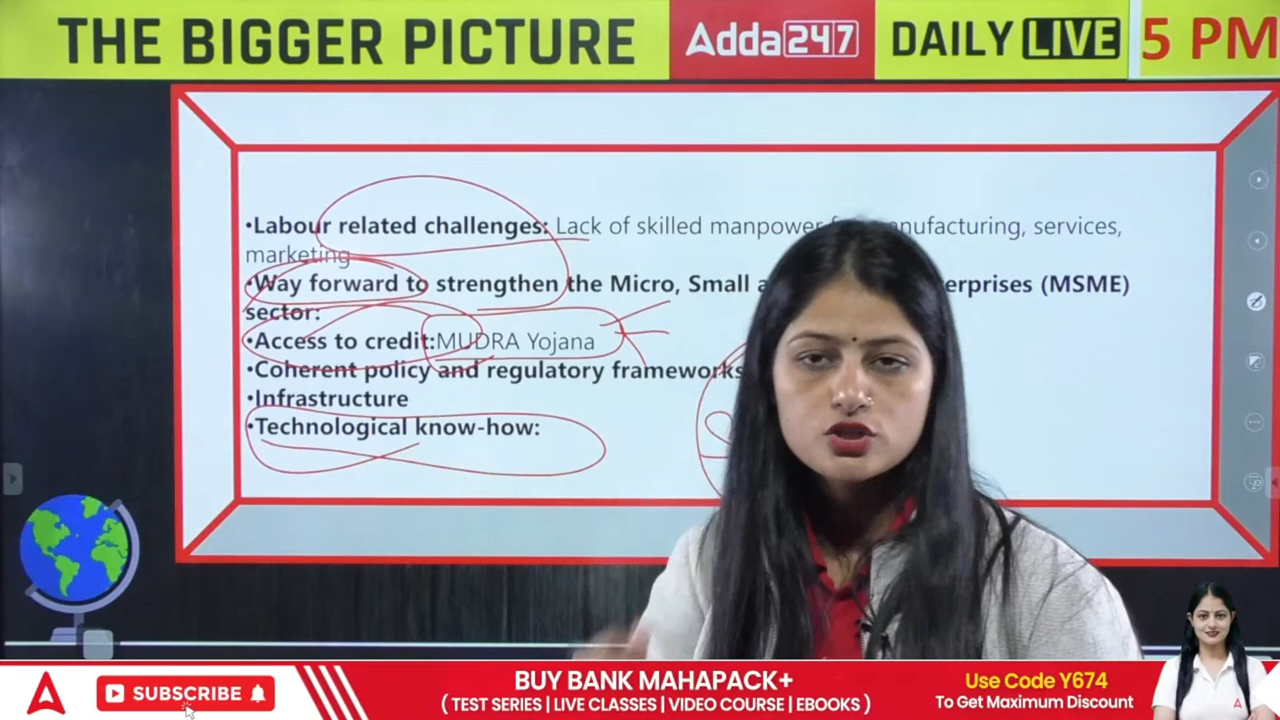 THE BIGGER PICTURE
Adda247
DAILY LIVE
5 PM
•Labour related challenges: Lack of skilled manpower
manufacturing, services,
marketing
•Way forward to strengthen the Micro, Small
(MSME)
sector:
•Access to credit:MUDRA Yojana
•Coherent policy and regulatory frameworks
•Infrastructure
•Technological know-how:
SUBSCRIBE
BUY BANK MAHAPACK+
( TEST SERIES | LIVE CLASSES | VIDEO COURSE | EBOOKS )
Use Code Y674
To Get Maximum Discount